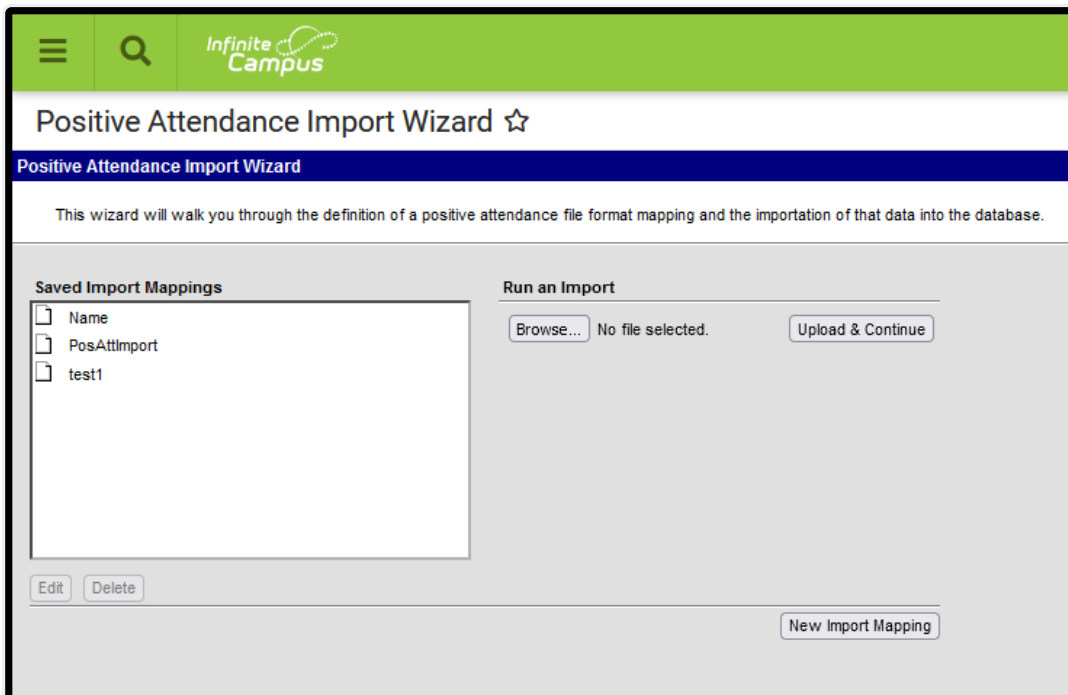 Infinite
Campus
Positive Attendance Import Wizard
Positive Attendance Import Wizard
This wizard will walk you through the definition of a positive attendance file format mapping and the importation of that data into the database.
Saved Import Mappings
Name
PosAttImport
test1
Edit Delete
Run an Import
Browse... No file selected. Upload & Continue
New Import Mapping